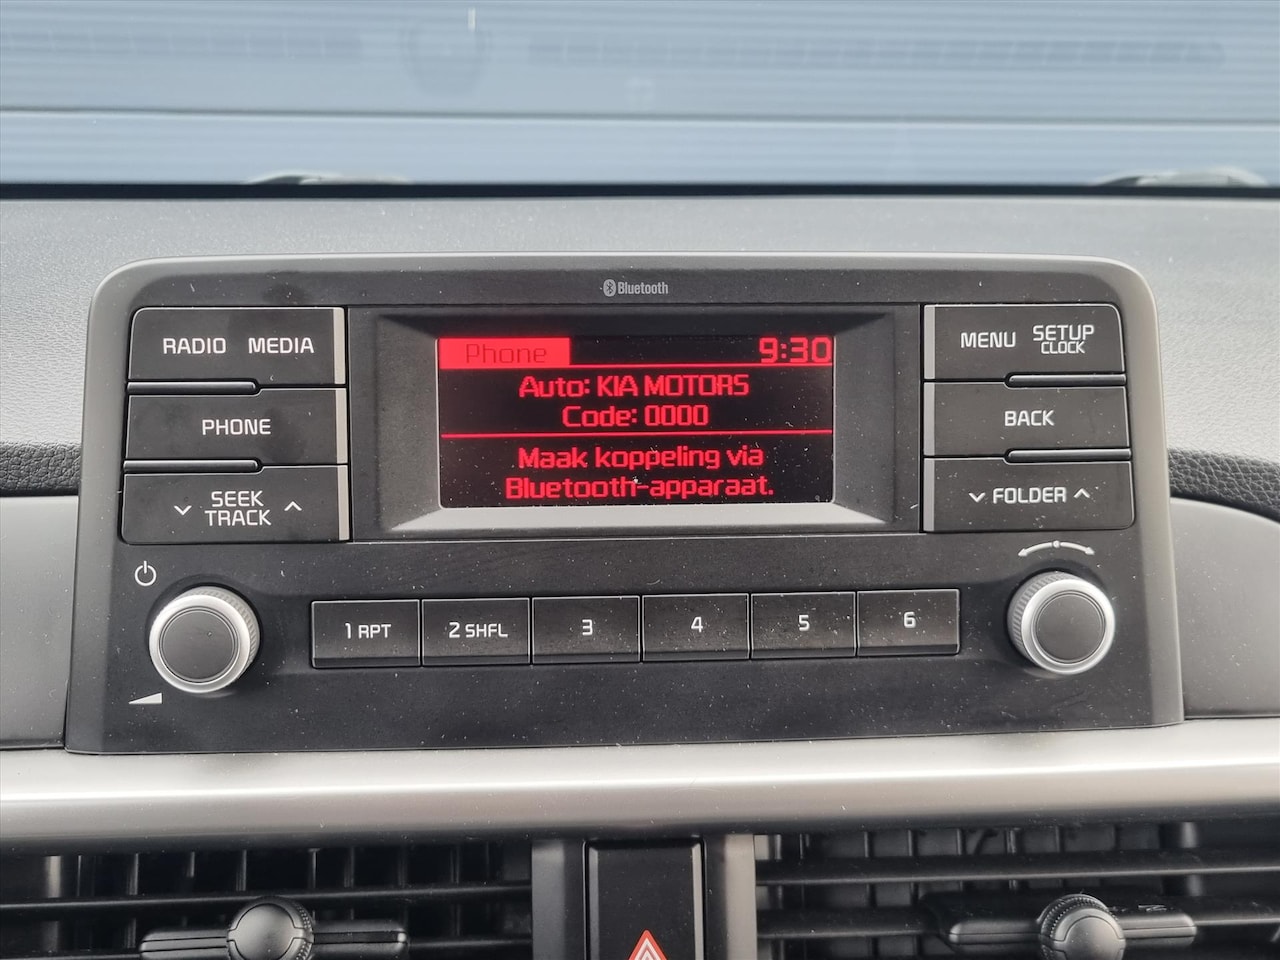 Bluetooth
RADIO MEDIA
PHONE
SEEK
TRACK
Phone 9:30
Auto: KIA MOTORS
Code: 0000
Maak koppeling via
Bluetooth-apparaat.
MENU SETUP
CLOCK
BACK
FOLDER
1 RPT 2 SHFL 3 4 5 6